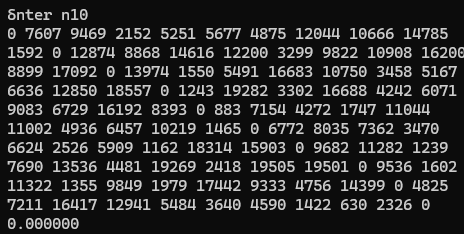 δnter n10
0 7607 9469 2152 5251 5677 4875 12044 10666 14785
1592 0 12874 8868 14616 12200 3299 9822 10908 16200
8899 17092 0 13974 1550 5491 16683 10750 3458 5167
6636 12850 18557 0 1243 19282 3302 16688 4242 6071
9083 6729 16192 8393 0 883 7154 4272 1747 11044
11002 4936 6457 10219 1465 0 6772 8035 7362 3470
6624 2526 5909 1162 18314 15903 0 9682 11282 1239
7690 13536 4481 19269 2418 19505 19501 0 9536 1602
11322 1355 9849 1979 17442 9333 4756 14399 0 4825
7211 16417 12941 5484 3640 4590 1422 630 2326 0
0.000000